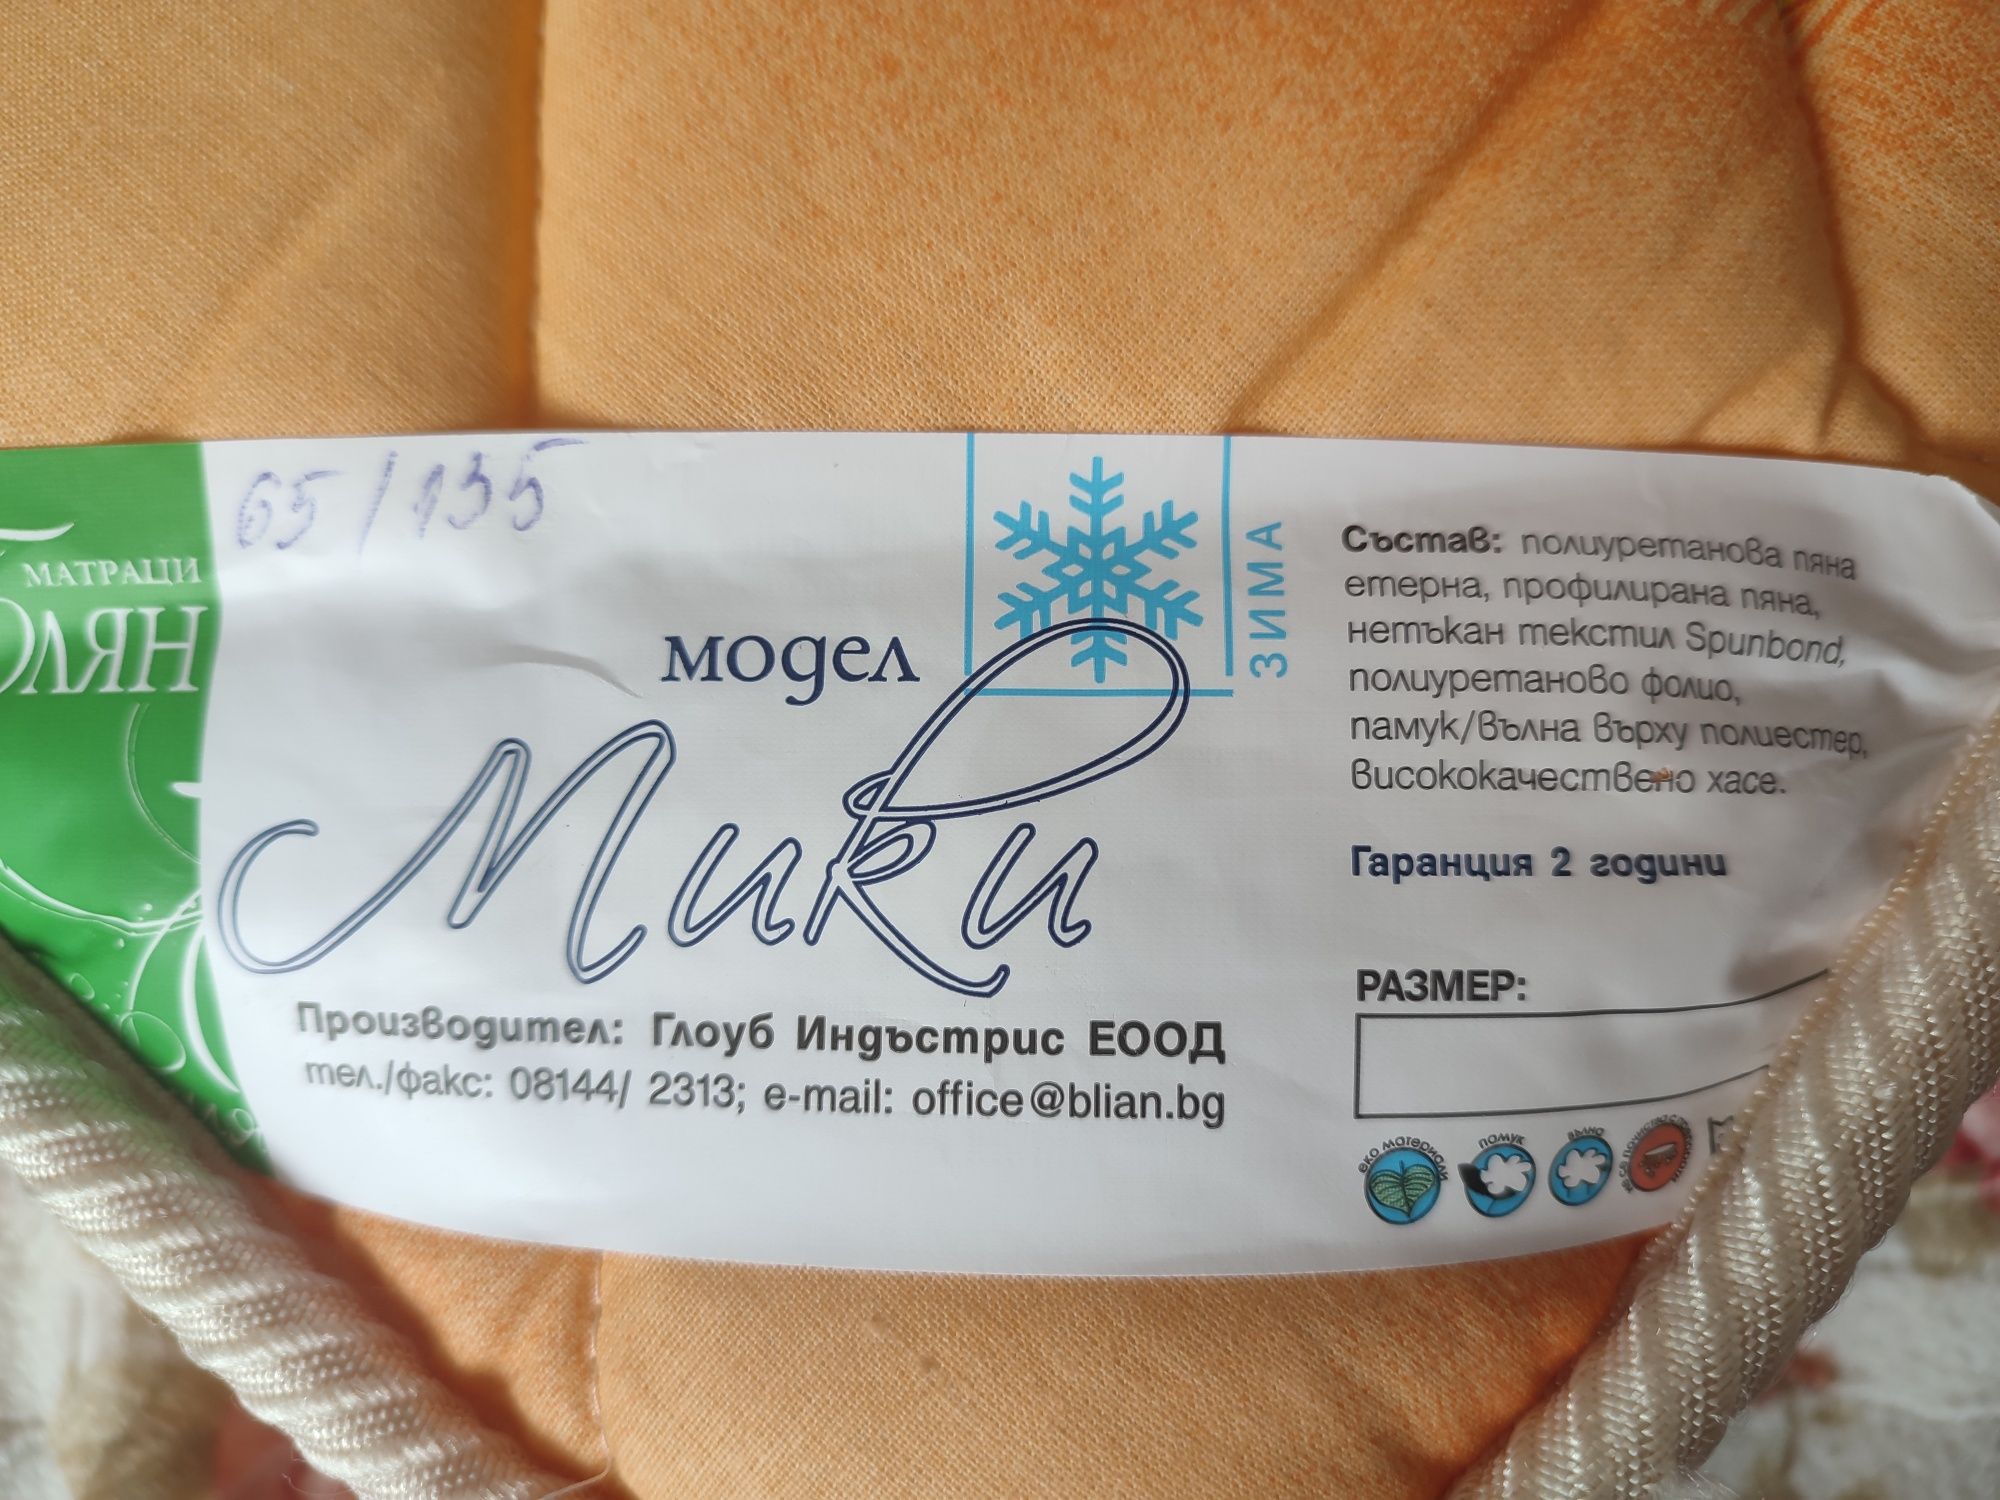 65/135
МАТРАЦИ
модел
Мики
ЗИМА
Производител: Глоуб Индъстрис ЕООД
тел./факс: 08144/ 2313; e-mail: office@blian.bg
Състав: полиуретанова пяна
етерна, профилирана пяна,
нетъкан текстил Spunbond,
полиуретаново фолио,
памук/вълна върху полиестер,
висококачествено хасе.
Гаранция 2 години
РАЗМЕР:
еко материали
памук
вълна